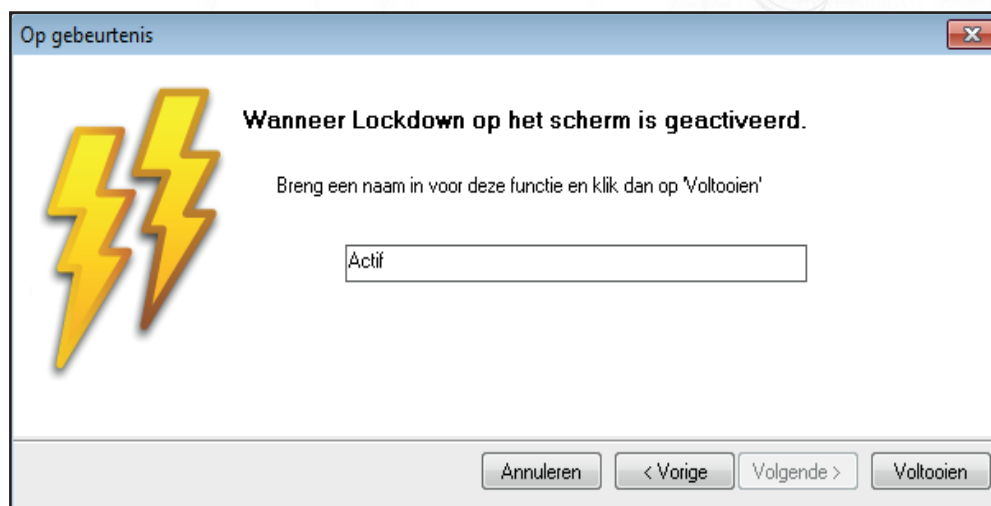 Op gebeurtenis
Wanneer Lockdown op het scherm is geactiveerd.
Breng een naam in voor deze functie en klik dan op 'Voltooien'
Actif
Annuleren < Vorige Volgende > Voltooien